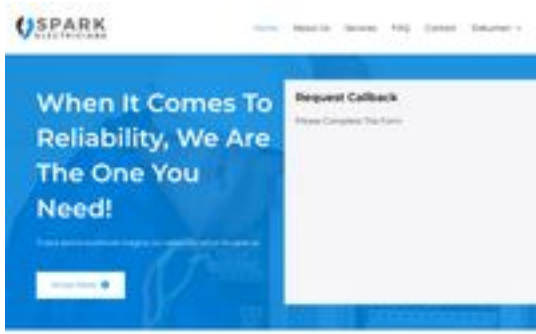 SPARK
ELECTRICIANS
Home About Us Services FAQ Contact
When It Comes To
Reliability, We Are
The One You
Need!
Request Callback
Please Complete The Form